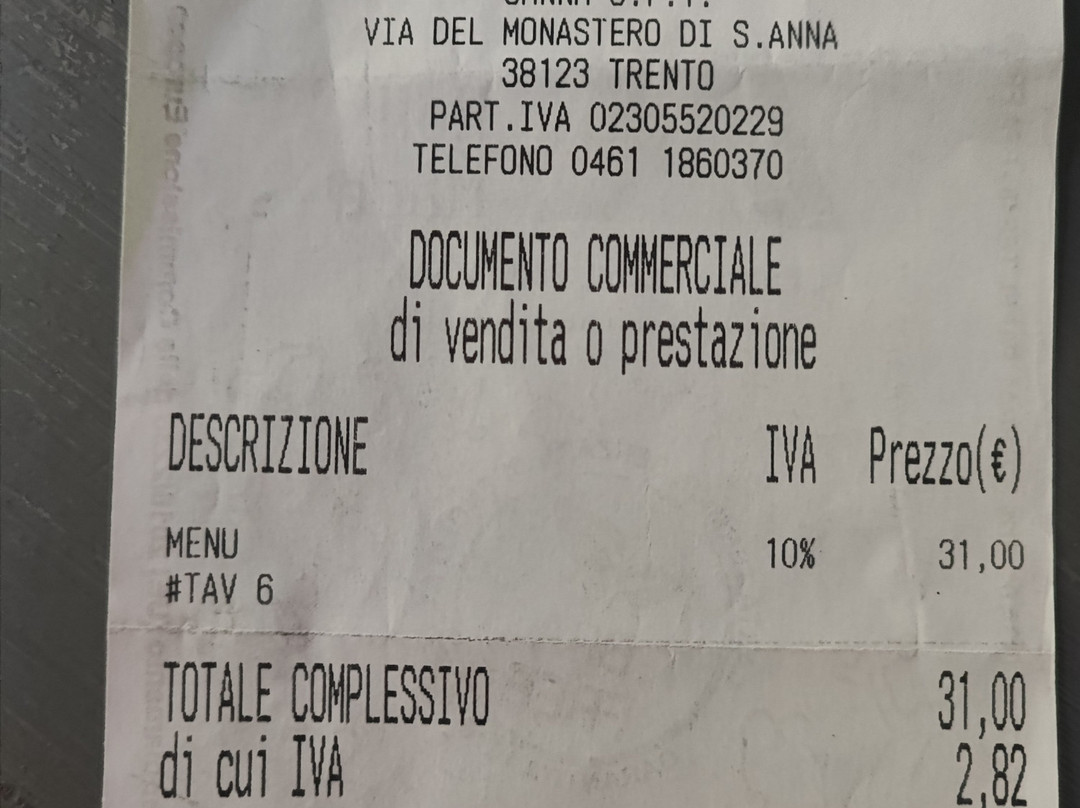 VIA DEL MONASTERO DI S.ANNA
38123 TRENTO
PART.IVA 02305520229
TELEFONO 0461 1860370
DOCUMENTO COMMERCIALE
di vendita o prestazione
DESCRIZIONE IVA Prezzo(€)
MENU 10% 31,00
#TAV 6
TOTALE COMPLESSIVO 31,00
di cui IVA 2,82